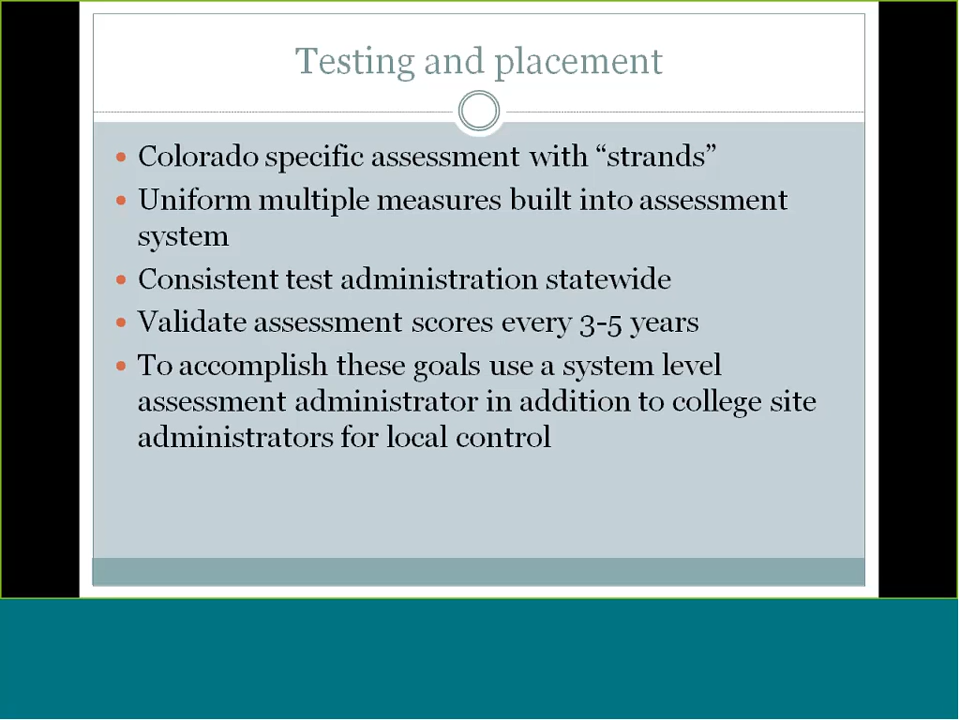 Testing and placement
• Colorado specific assessment with “strands”
• Uniform multiple measures built into assessment
system
• Consistent test administration statewide
• Validate assessment scores every 3-5 years
• To accomplish these goals use a system level
assessment administrator in addition to college site
administrators for local control